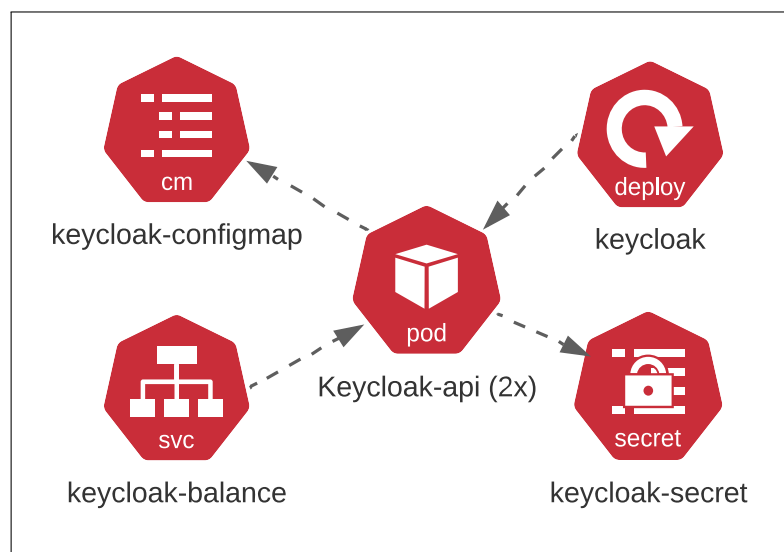 cm
keycloak-configmap
deploy
keycloak
pod
Keycloak-api (2x)
svc
keycloak-balance
secret
keycloak-secret